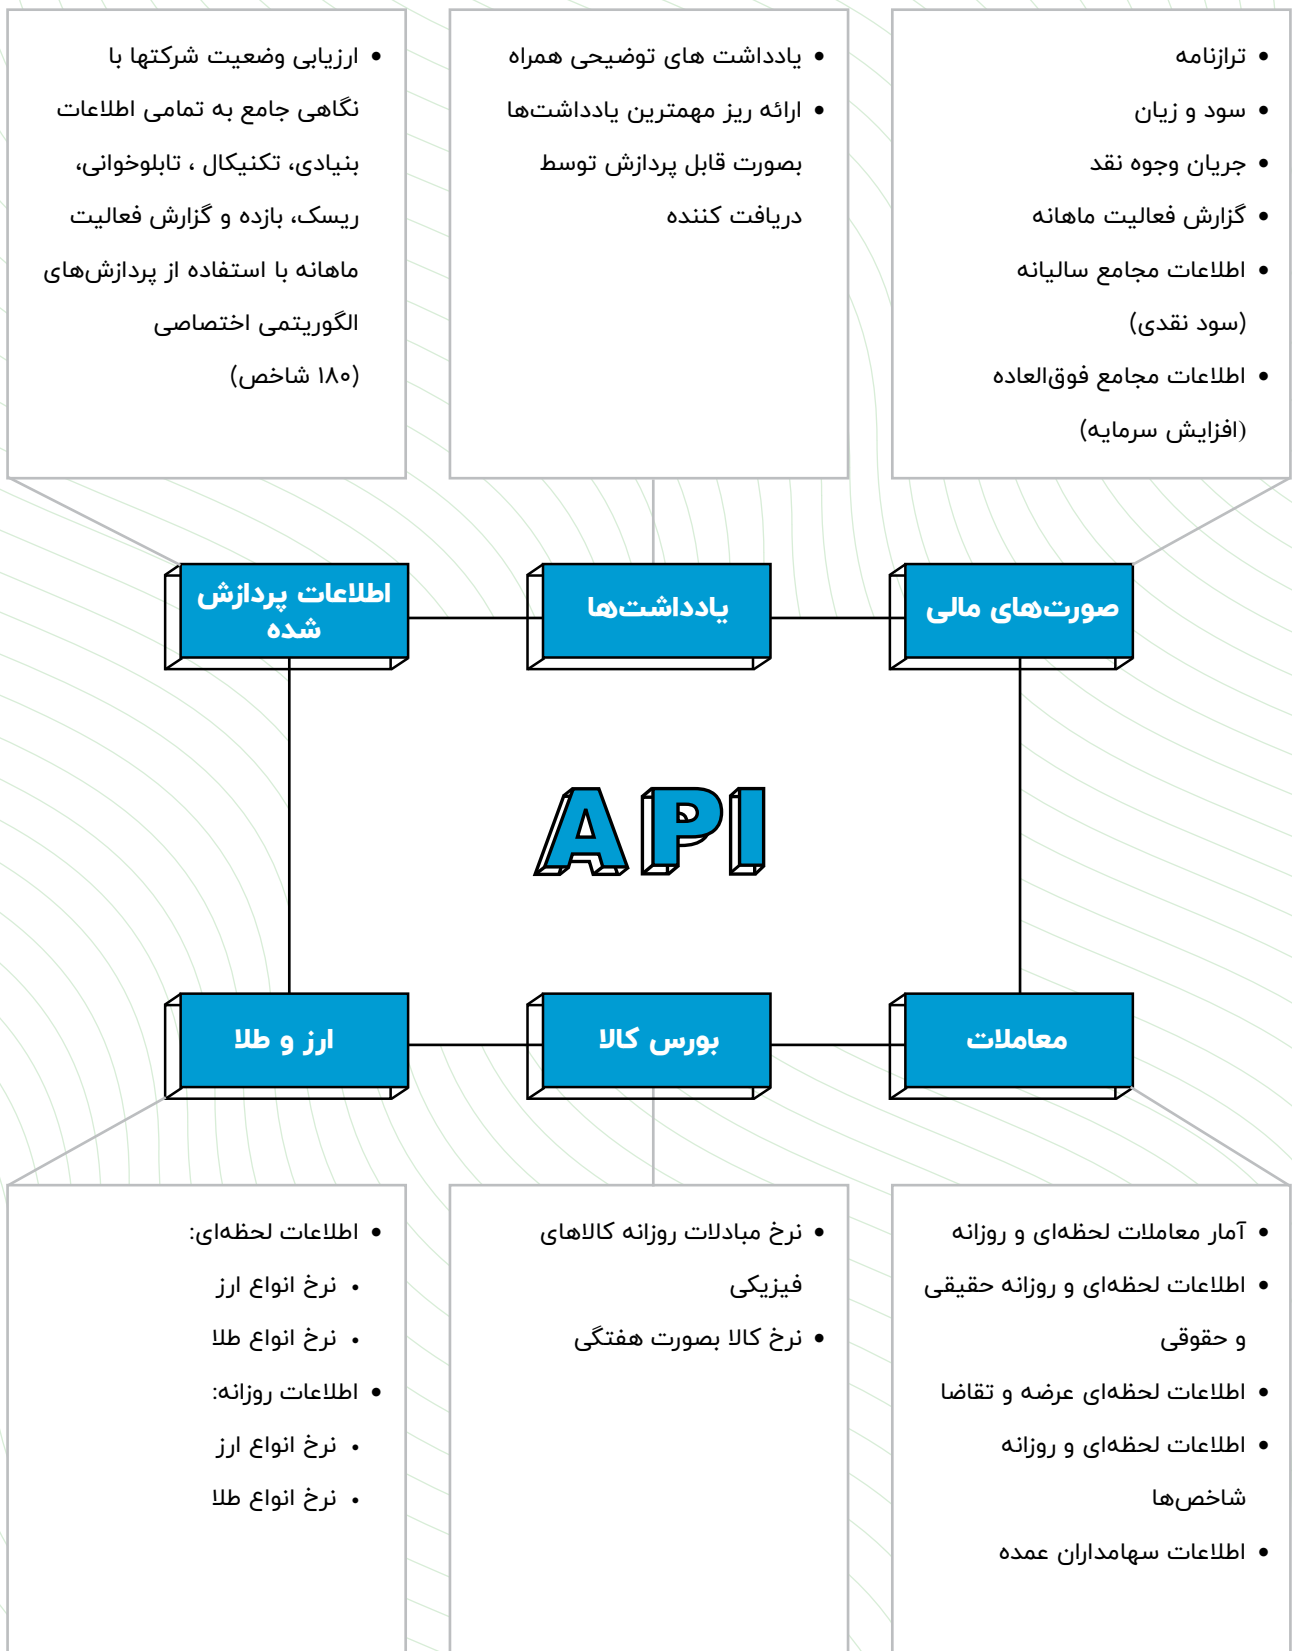 ترازنامه
سود و زیان
جریان وجوه نقد
گزارش فعالیت ماهانه
اطلاعات مجامع سالیانه
(سود نقدی)
اطلاعات مجامع فوق‌العاده
(افزایش سرمایه)
یادداشت های توضیحی همراه
ارائه ریز مهمترین یادداشت‌ها
بصورت قابل پردازش توسط
دریافت کننده
ارزیابی وضعیت شرکتها با
نگاهی جامع به تمامی اطلاعات
بنیادی، تکنیکال ، تابلوخوانی،
ریسک، بازده و گزارش فعالیت
ماهانه با استفاده از پردازش‌های
الگوریتمی اختصاصی
(۱۸۰ شاخص)
صورت‌های مالی
یادداشت‌ها
اطلاعات پردازش
شده
API
معاملات
بورس کالا
ارز و طلا
آمار معاملات لحظه‌ای و روزانه
اطلاعات لحظه‌ای و روزانه حقیقی
و حقوقی
اطلاعات لحظه‌ای عرضه و تقاضا
اطلاعات لحظه‌ای و روزانه
شاخص‌ها
اطلاعات سهامداران عمده
نرخ مبادلات روزانه کالاهای
فیزیکی
نرخ کالا بصورت هفتگی
اطلاعات لحظه‌ای:
نرخ انواع ارز
نرخ انواع طلا
اطلاعات روزانه:
نرخ انواع ارز
نرخ انواع طلا